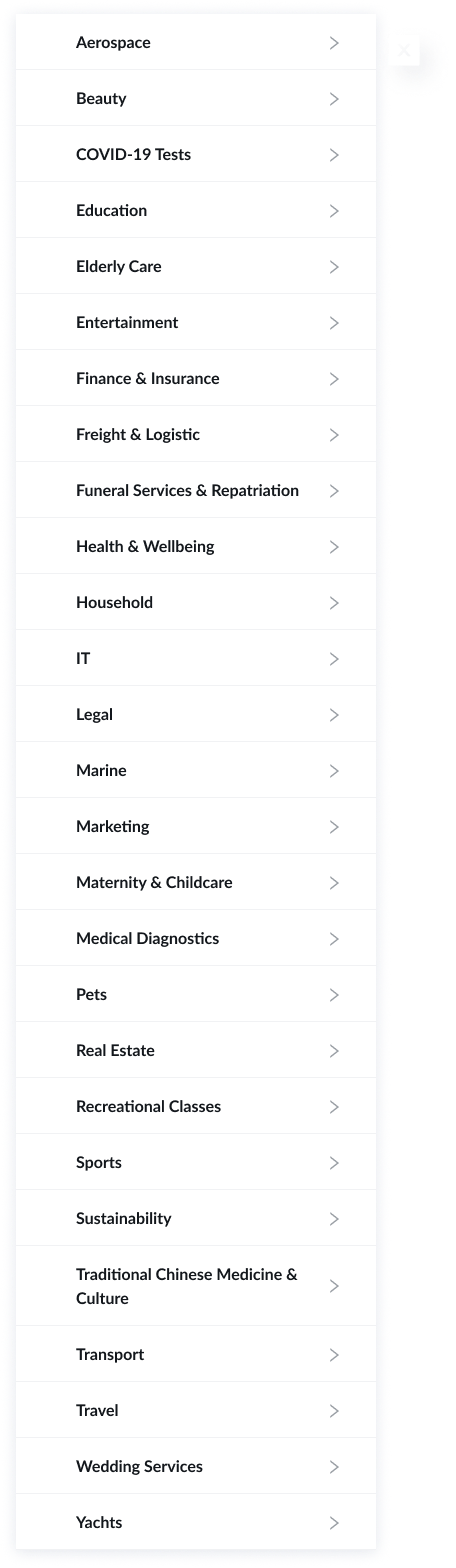 Aerospace
Beauty
COVID-19 Tests
Education
Elderly Care
Entertainment
Finance & Insurance
Freight & Logistic
Funeral Services & Repatriation
Health & Wellbeing
Household
IT
Legal
Marine
Marketing
Maternity & Childcare
Medical Diagnostics
Pets
Real Estate
Recreational Classes
Sports
Sustainability
Traditional Chinese Medicine &
Culture
Transport
Travel
Wedding Services
Yachts